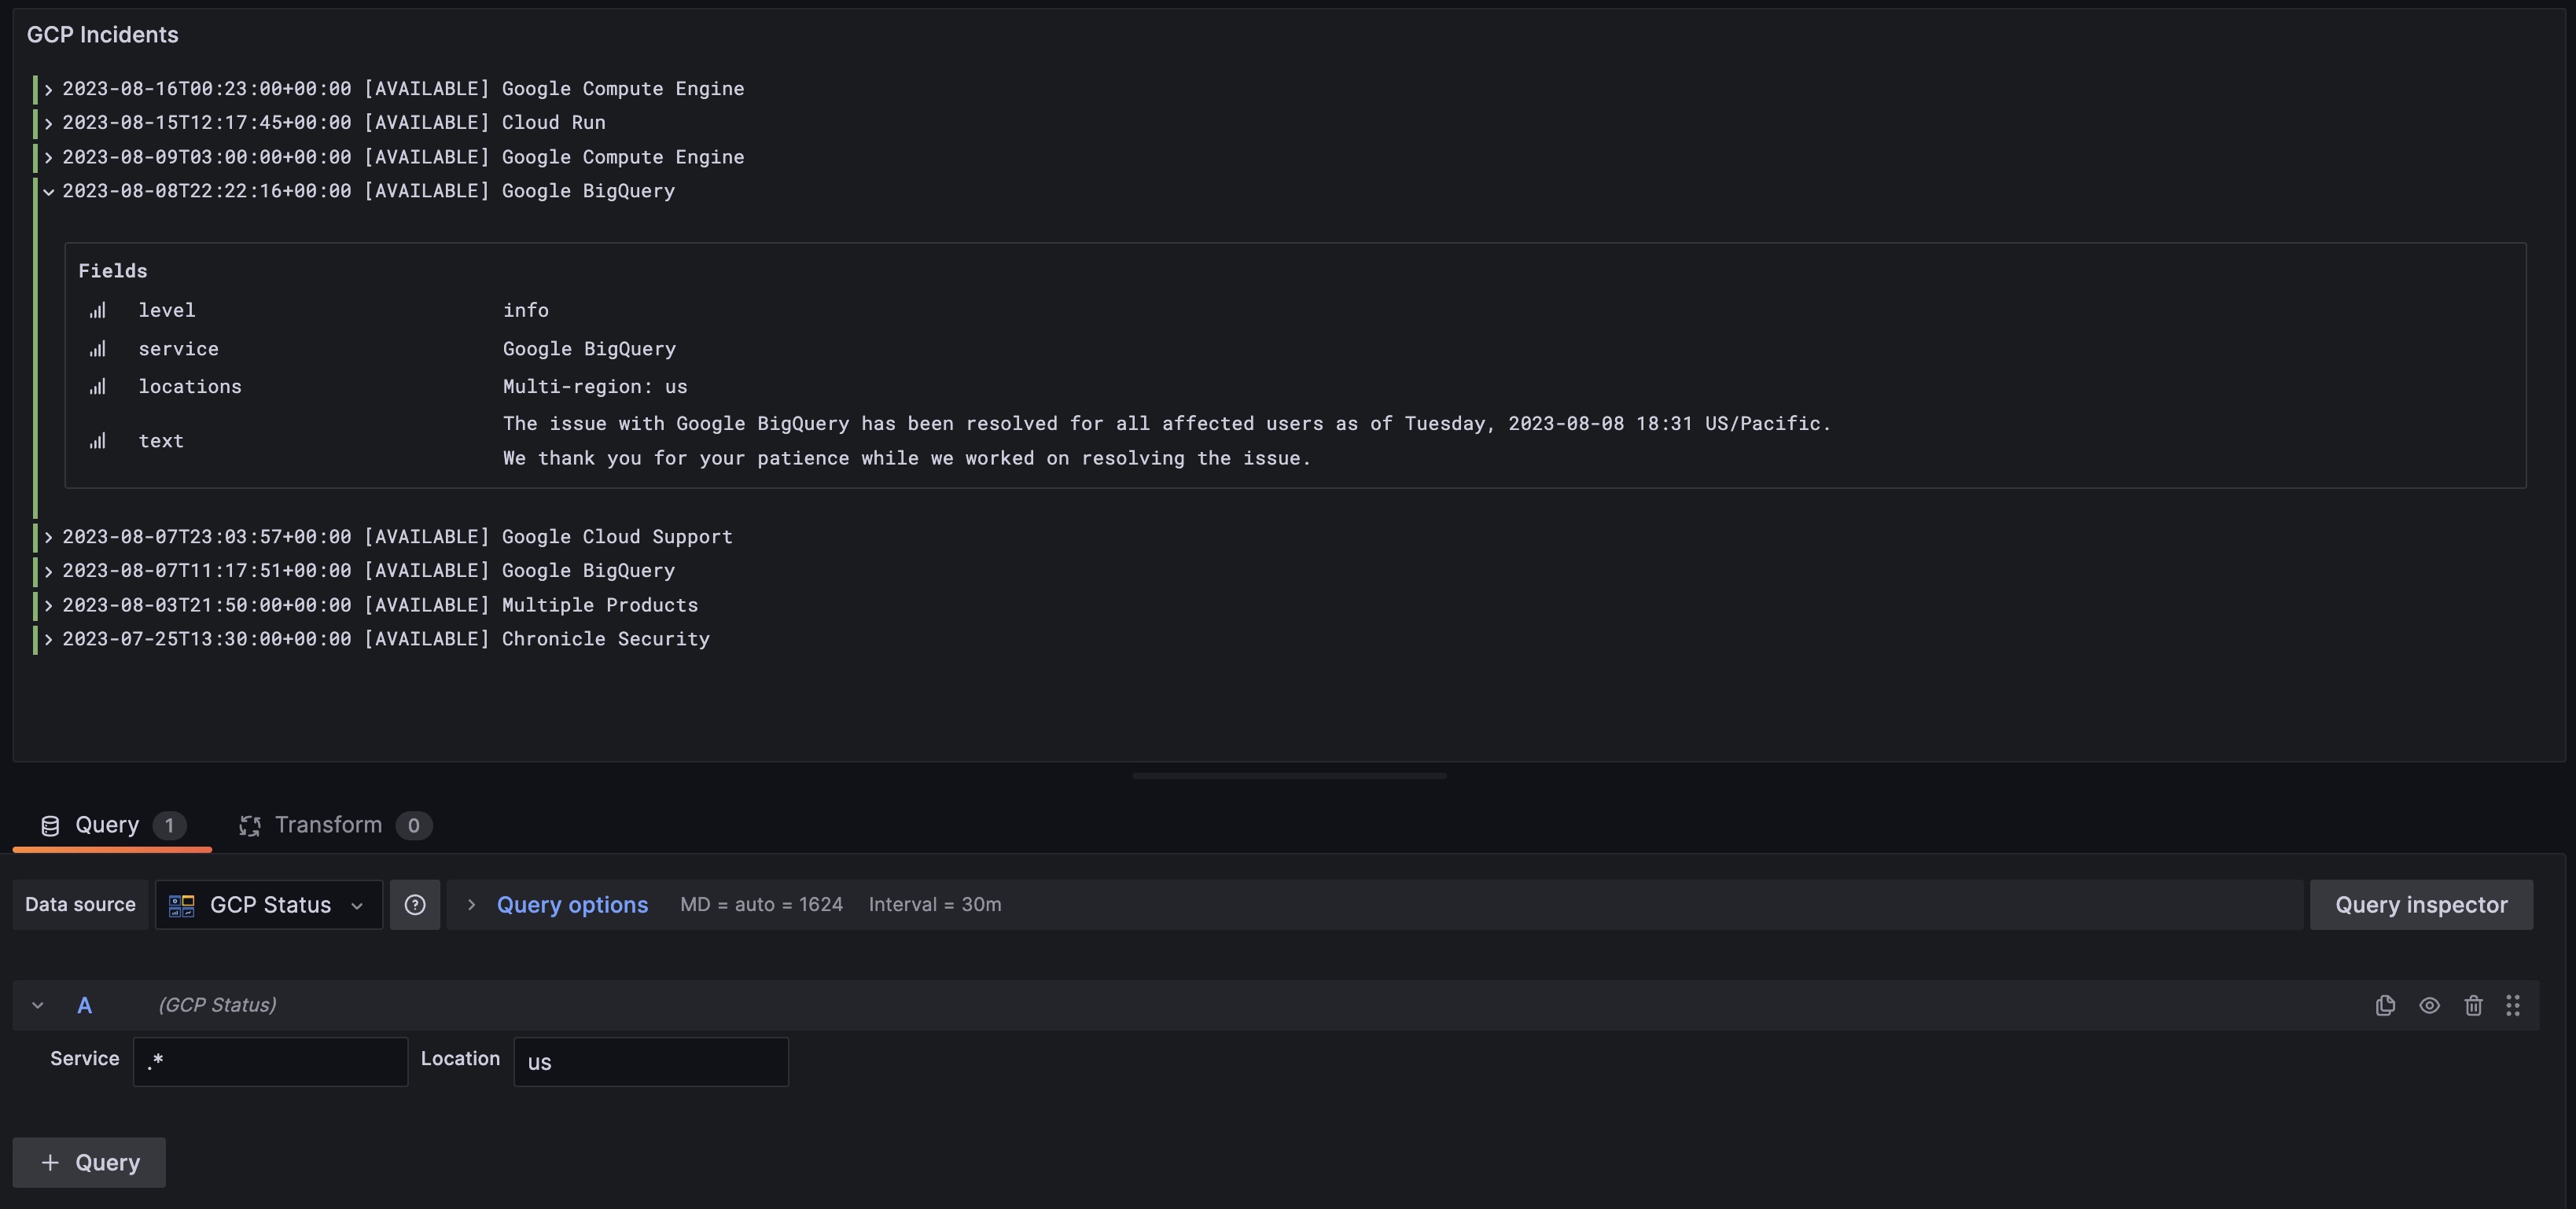 GCP Incidents
2023-08-16T00:23:00+00:00 [AVAILABLE] Google Compute Engine
2023-08-15T12:17:45+00:00 [AVAILABLE] Cloud Run
2023-08-09T03:00:00+00:00 [AVAILABLE] Google Compute Engine
2023-08-08T22:22:16+00:00 [AVAILABLE] Google BigQuery
Fields
level info
service Google BigQuery
locations Multi-region: us
text The issue with Google BigQuery has been resolved for all affected users as of Tuesday, 2023-08-08 18:31 US/Pacific.
We thank you for your patience while we worked on resolving the issue.
2023-08-07T23:03:57+00:00 [AVAILABLE] Google Cloud Support
2023-08-07T11:17:51+00:00 [AVAILABLE] Google BigQuery
2023-08-03T21:50:00+00:00 [AVAILABLE] Multiple Products
2023-07-25T13:30:00+00:00 [AVAILABLE] Chronicle Security
Query 1 Transform 0
Data source GCP Status Query options MD = auto = 1624 Interval = 30m Query inspector
A (GCP Status)
Service .* Location us
+ Query